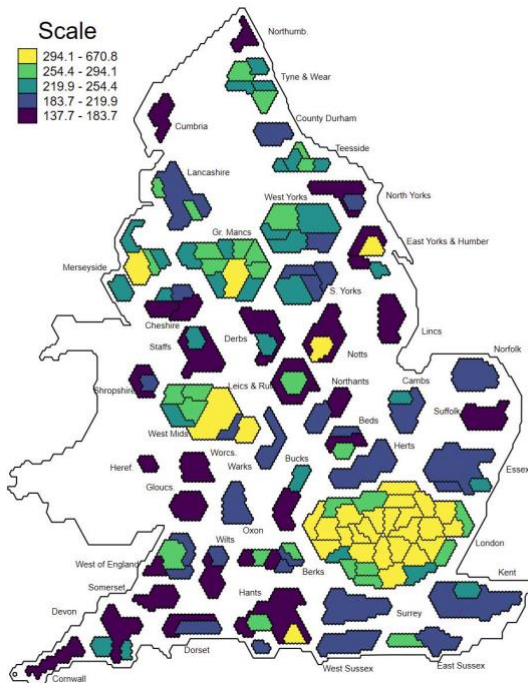 Scale
294.1 - 670.8
254.4 - 294.1
219.9 - 254.4
183.7 - 219.9
137.7 - 183.7
Northumb.
Tyne & Wear
County Durham
Cumbria
Teesside
Lancashire
North Yorks
West Yorks
Gr. Mancs
East Yorks & Humber
Merseyside
S. Yorks
Cheshire
Lincs
Staffs
Derbs
Notts
Norfolk
Shropshire
Leics & Rut
Northants
Cambs
Suffolk
Beds
West Mids
Worcs.
Warks
Bucks
Herts
Essex
Heref.
Gloucs
Oxon
London
Wilts
West of England
Berks
Kent
Somerset
Hants
Surrey
Devon
Dorset
West Sussex
East Sussex
Cornwall